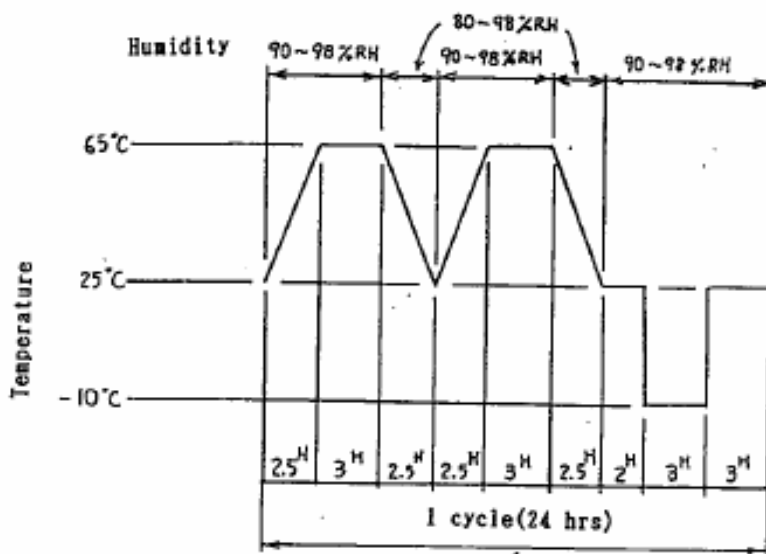 80~98%RH
Humidity 90~98%RH 90~98%RH 90~98%RH
65°C
25°C
Temperature
-10°C
2.5H 3H 2.5H 2.5H 3H 2.5H 2H 3H 3H
1 cycle(24 hrs)